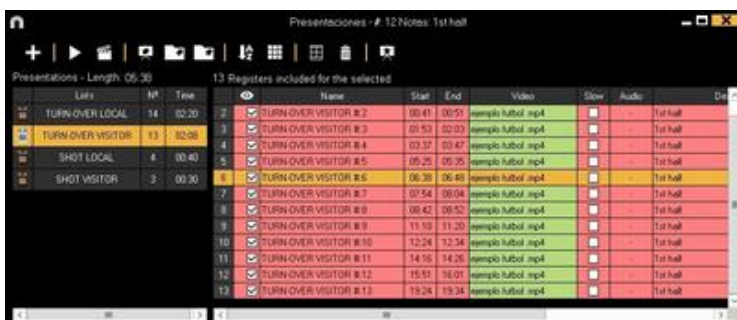 Presentaciones - #: 12 Notes: 1st half
Presentations - Length: 05:38
13 Registers included for the selected
Lists Nº Time
TURN-OVER LOCAL 14 02:20
TURN-OVER VISITOR 13 02:08
SHOT LOCAL 4 00:40
SHOT VISITOR 3 00:30
Name Start End Video Slow Audio De
2 TURN-OVER VISITOR #:2 00:41 00:51 ejemplo futbol .mp4 - 1st half
3 TURN-OVER VISITOR #:3 01:53 02:03 ejemplo futbol .mp4 - 1st half
4 TURN-OVER VISITOR #:4 03:37 03:47 ejemplo futbol .mp4 - 1st half
5 TURN-OVER VISITOR #:5 05:25 05:35 ejemplo futbol .mp4 - 1st half
6 TURN-OVER VISITOR #:6 06:38 06:48 ejemplo futbol .mp4 - 1st half
7 TURN-OVER VISITOR #:7 07:54 08:04 ejemplo futbol .mp4 - 1st half
8 TURN-OVER VISITOR #:8 08:42 08:52 ejemplo futbol .mp4 - 1st half
9 TURN-OVER VISITOR #:9 11:10 11:20 ejemplo futbol .mp4 - 1st half
10 TURN-OVER VISITOR #:10 12:24 12:34 ejemplo futbol .mp4 - 1st half
11 TURN-OVER VISITOR #:11 14:16 14:26 ejemplo futbol .mp4 - 1st half
12 TURN-OVER VISITOR #:12 15:51 16:01 ejemplo futbol .mp4 - 1st half
13 TURN-OVER VISITOR #:13 19:24 19:34 ejemplo futbol .mp4 - 1st half